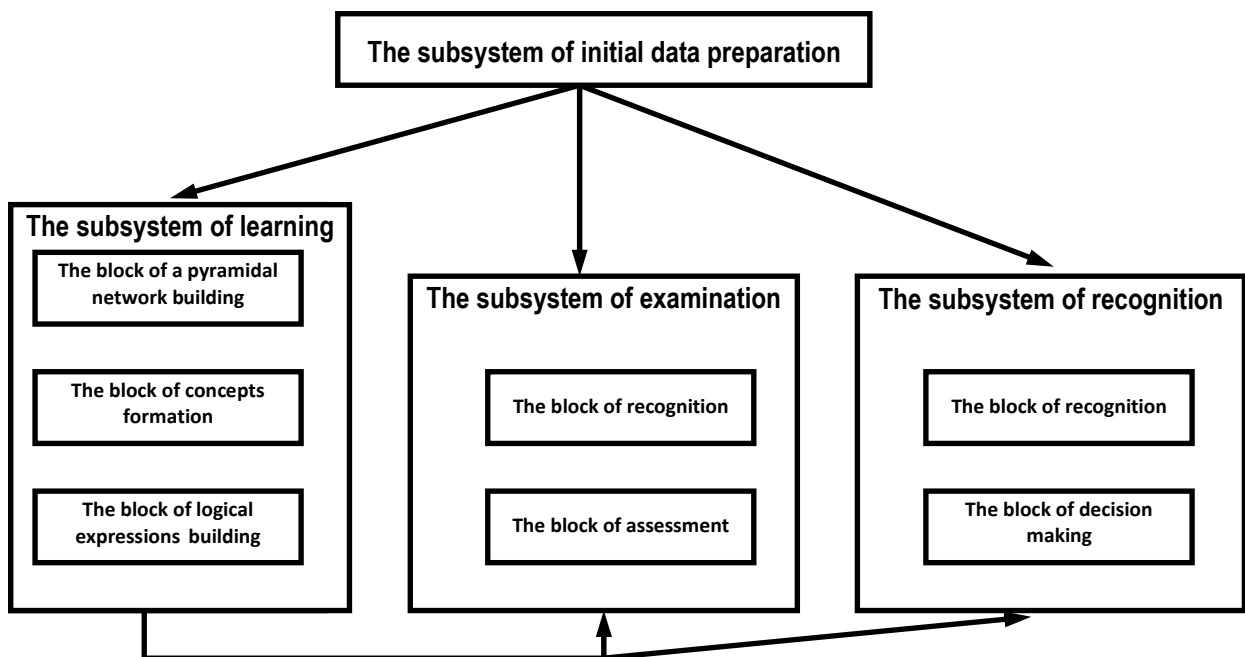 The subsystem of initial data preparation
The subsystem of learning
The block of a pyramidal
network building
The block of concepts
formation
The block of logical
expressions building
The subsystem of examination
The block of recognition
The block of assessment
The subsystem of recognition
The block of recognition
The block of decision
making